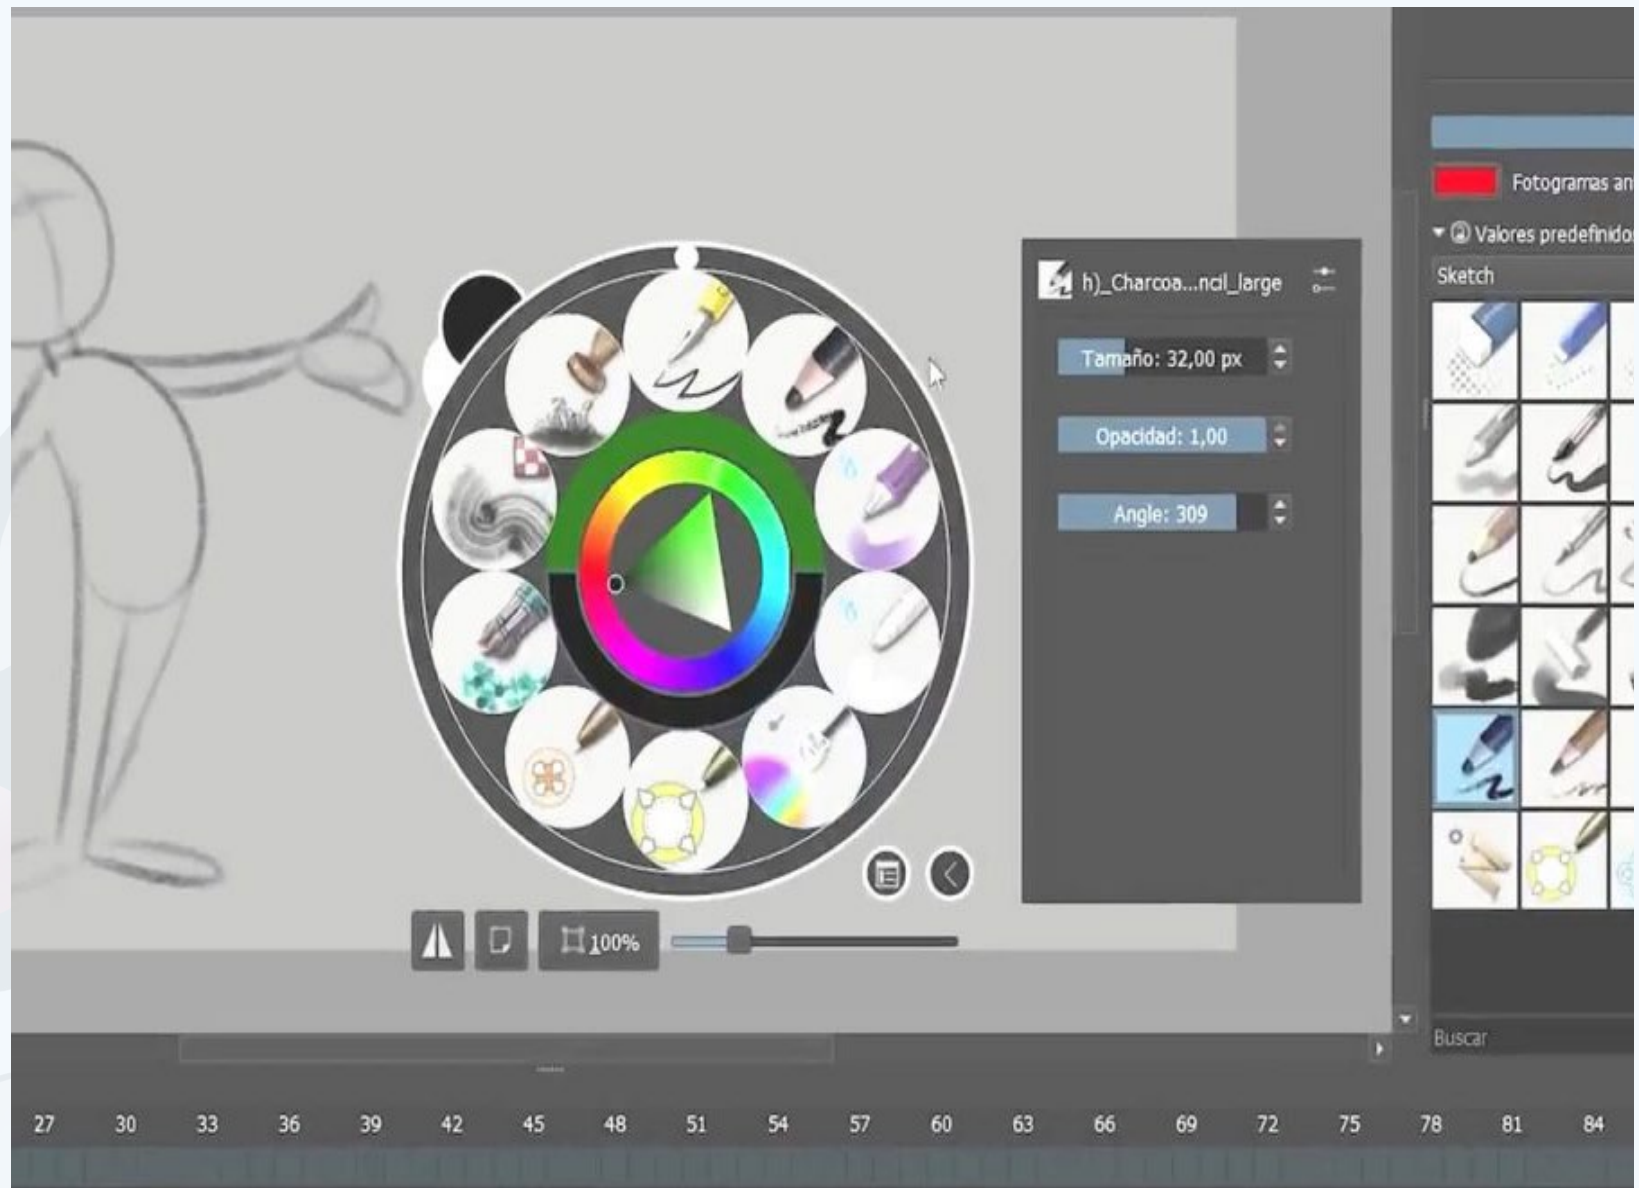 Fotogramas an
Valores predefinidos
Sketch
h)_Charcoa...ncil_large
Tamaño: 32,00 px
Opacidad: 1,00
Angle: 309
100%
Buscar
27 30 33 36 39 42 45 48 51 54 57 60 63 66 69 72 75 78 81 84